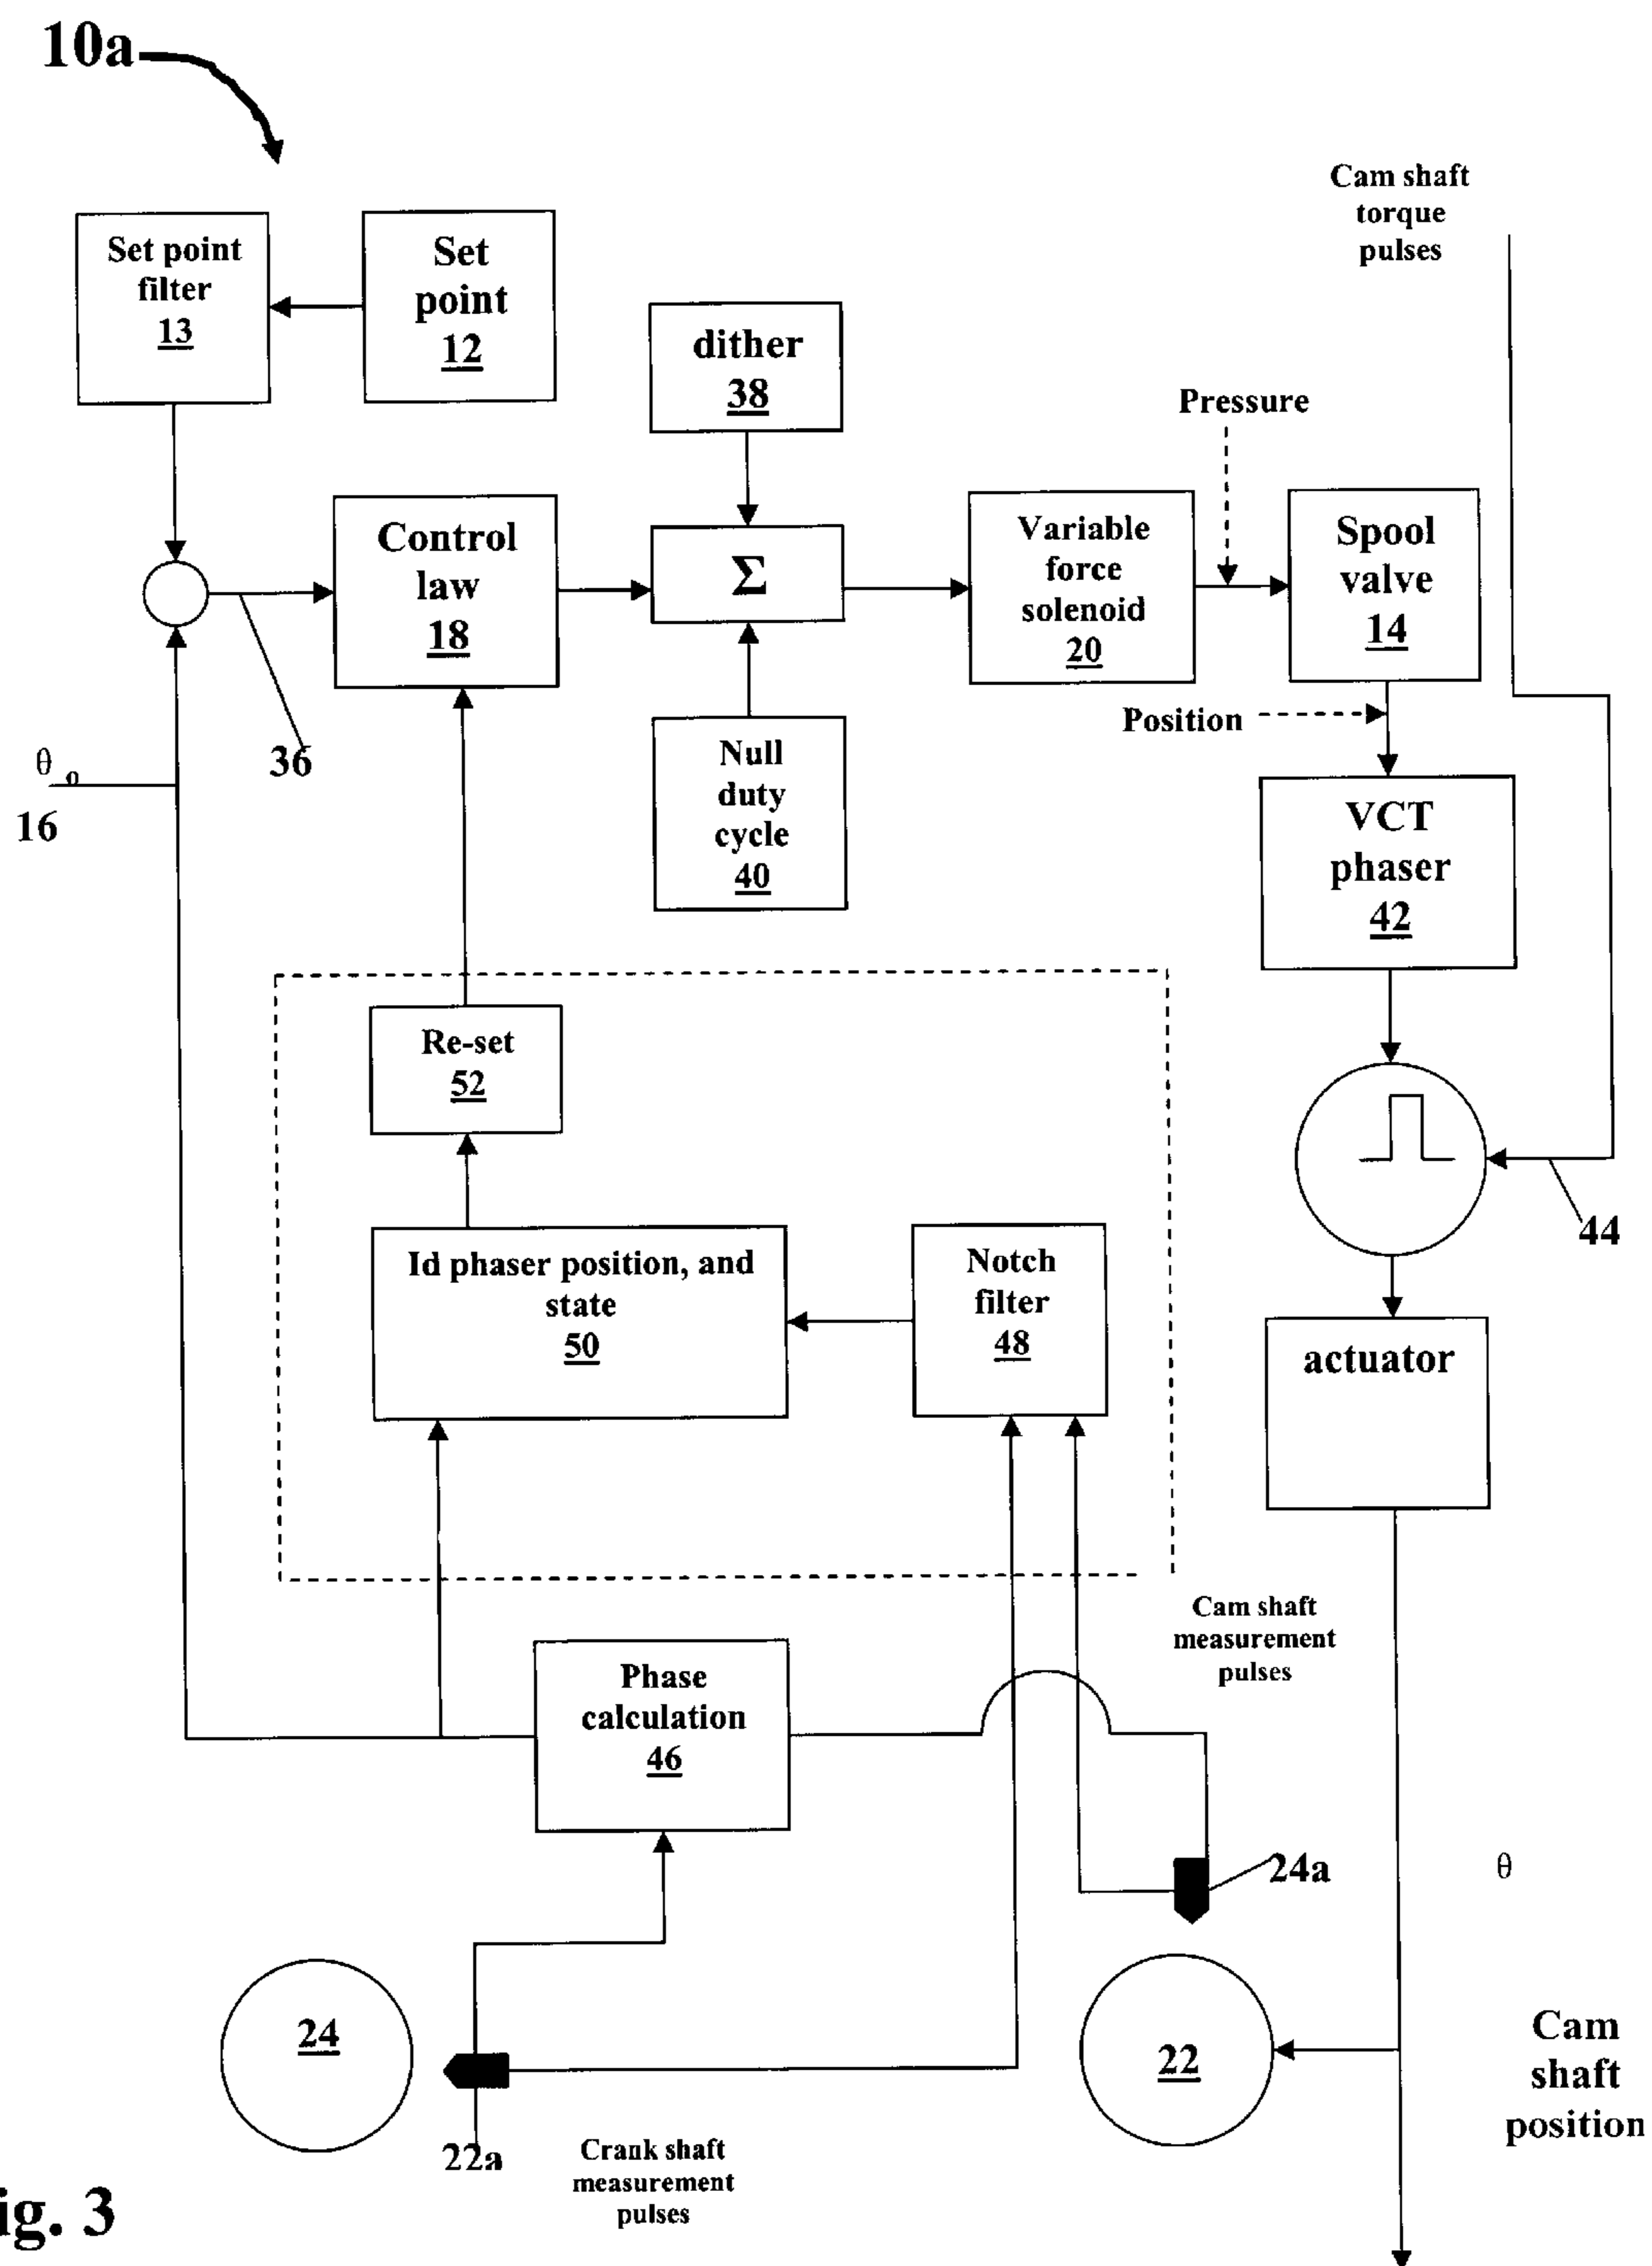 10a
Cam shaft
torque
pulses
Set point
filter
13
Set
point
12
dither
38
Pressure
Control
law
18
Σ
Variable
force
solenoid
20
Spool
valve
14
Position
36
θ o
16
Null
duty
cycle
40
VCT
phaser
42
Re-set
52
44
Id phaser position, and
state
50
Notch
filter
48
actuator
Cam shaft
measurement
pulses
Phase
calculation
46
24a
θ
24
22
Cam
shaft
position
22a
Crank shaft
measurement
pulses
ig. 3